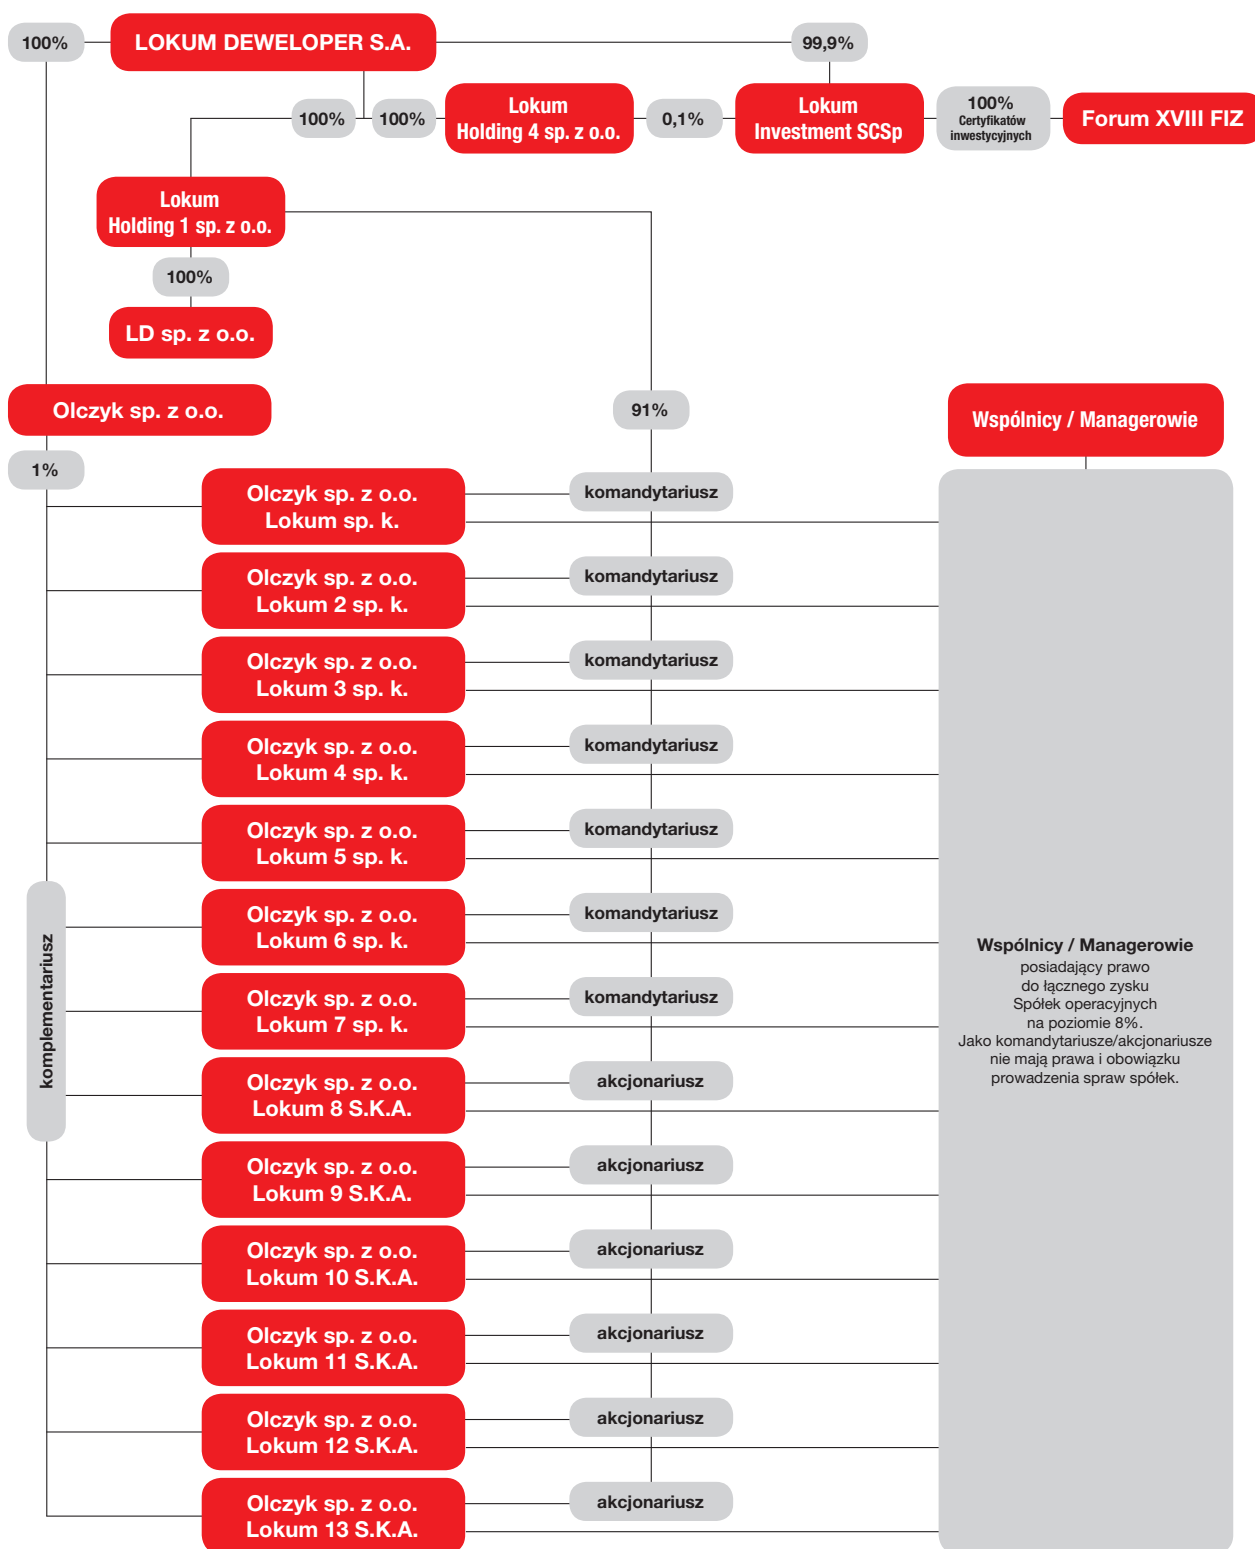 100%
LOKUM DEWELOPER S.A.
99,9%
100%
100%
Lokum
Holding 4 sp. z o.o.
0,1%
Lokum
Investment SCSp
100%
Certyfikatów
inwestycyjnych
Forum XVIII FIZ
Lokum
Holding 1 sp. z o.o.
100%
LD sp. z o.o.
Olczyk sp. z o.o.
91%
Wspólnicy / Managerowie
1%
Olczyk sp. z o.o.
Lokum sp. k.
komandytariusz
Olczyk sp. z o.o.
Lokum 2 sp. k.
komandytariusz
Olczyk sp. z o.o.
Lokum 3 sp. k.
komandytariusz
Olczyk sp. z o.o.
Lokum 4 sp. k.
komandytariusz
Olczyk sp. z o.o.
Lokum 5 sp. k.
komandytariusz
Olczyk sp. z o.o.
Lokum 6 sp. k.
komandytariusz
Olczyk sp. z o.o.
Lokum 7 sp. k.
komandytariusz
Olczyk sp. z o.o.
Lokum 8 S.K.A.
akcjonariusz
Olczyk sp. z o.o.
Lokum 9 S.K.A.
akcjonariusz
Olczyk sp. z o.o.
Lokum 10 S.K.A.
akcjonariusz
Olczyk sp. z o.o.
Lokum 11 S.K.A.
akcjonariusz
Olczyk sp. z o.o.
Lokum 12 S.K.A.
akcjonariusz
Olczyk sp. z o.o.
Lokum 13 S.K.A.
akcjonariusz
komplementariusz
Wspólnicy / Managerowie
posiadający prawo
do łącznego zysku
Spółek operacyjnych
na poziomie 8%.
Jako komandytariusze/akcjonariusze
nie mają prawa i obowiązku
prowadzenia spraw spółek.